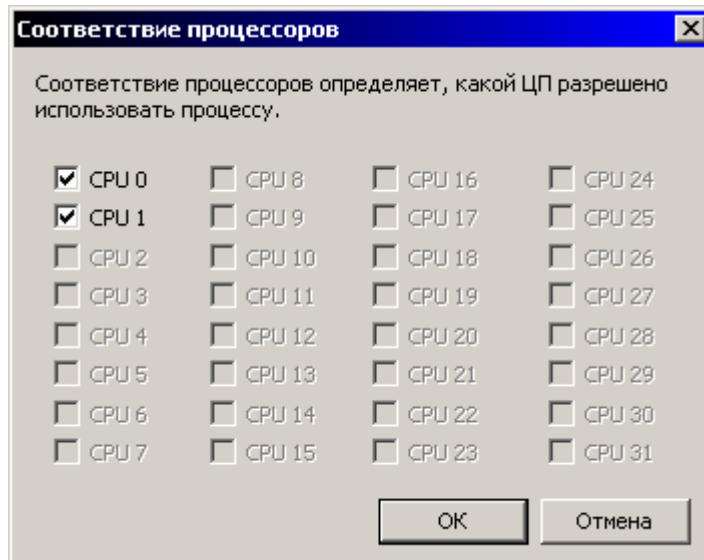 Соответствие процессоров
Соответствие процессоров определяет, какой ЦП разрешено
использовать процессу.
CPU 0 CPU 8 CPU 16 CPU 24
CPU 1 CPU 9 CPU 17 CPU 25
CPU 2 CPU 10 CPU 18 CPU 26
CPU 3 CPU 11 CPU 19 CPU 27
CPU 4 CPU 12 CPU 20 CPU 28
CPU 5 CPU 13 CPU 21 CPU 29
CPU 6 CPU 14 CPU 22 CPU 30
CPU 7 CPU 15 CPU 23 CPU 31
ОК Отмена